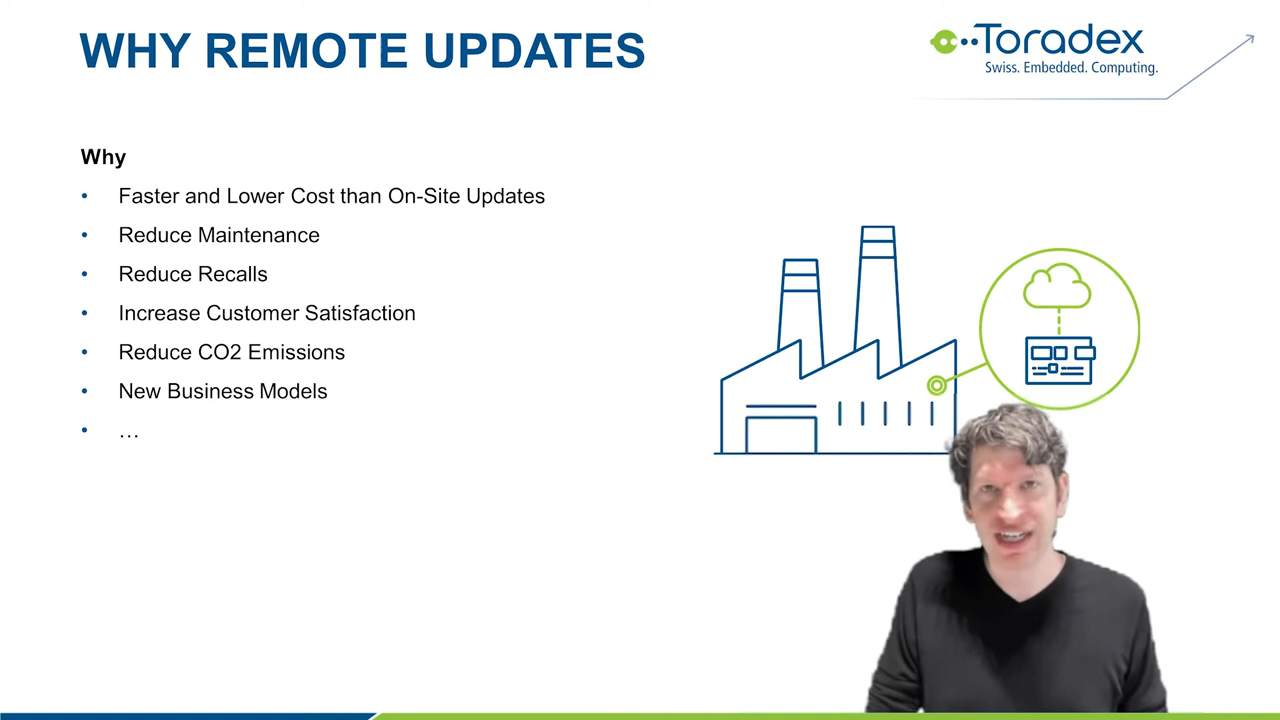 WHY REMOTE UPDATES
Toradex
Swiss. Embedded. Computing.
Why
• Faster and Lower Cost than On-Site Updates
• Reduce Maintenance
• Reduce Recalls
• Increase Customer Satisfaction
• Reduce CO2 Emissions
• New Business Models
• …